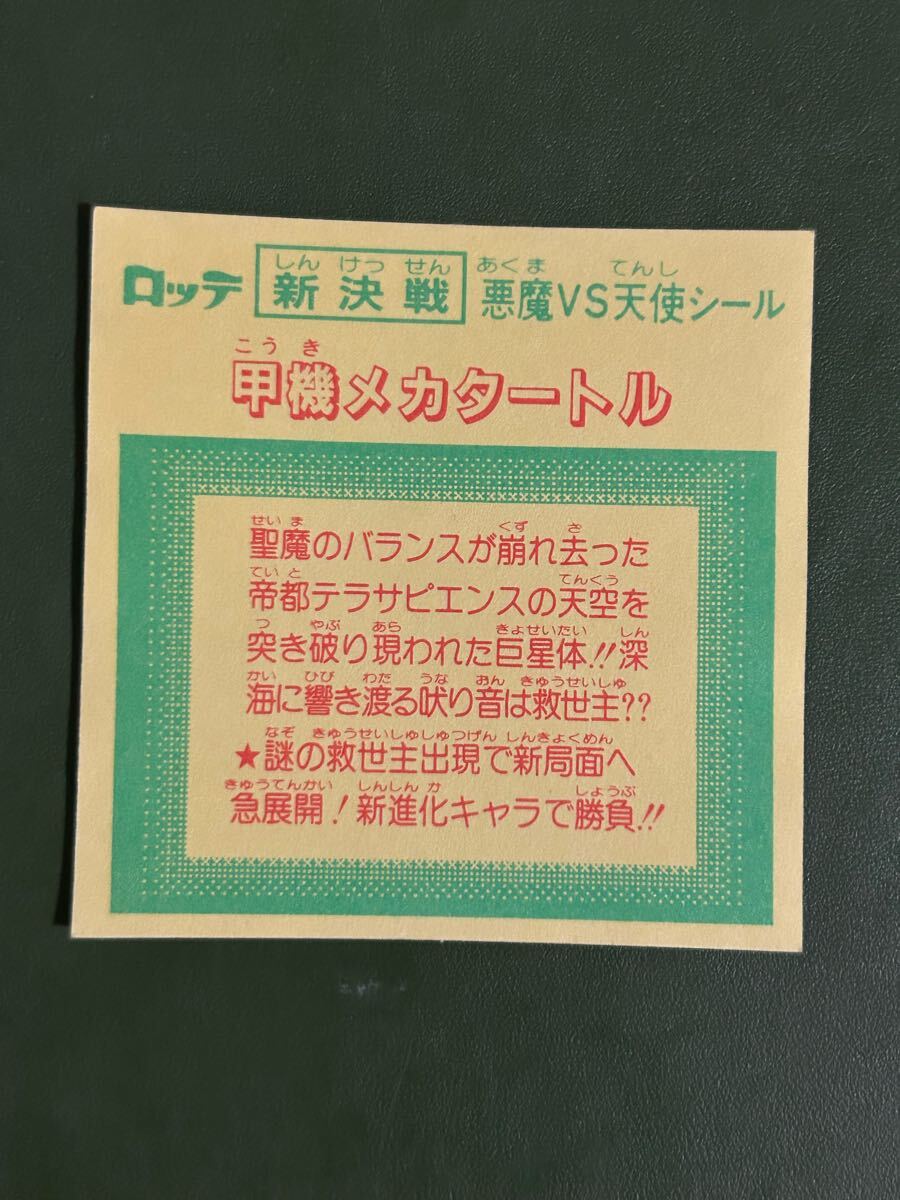 ロッテ 新決戦 悪魔VS天使シール
しん けっ せん あくま てんし
こう き
甲機メカタートル
せい ま くず さ
聖魔のバランスが崩れ去った
てい と てんくう
帝都テラサピエンスの天空を
つ やぶ あら きょせいたい しん
突き破り現われた巨星体!!深
かい ひび わた うな おん きゅうせいしゅ
海に響き渡る吠り音は救世主??
なぞ きゅうせいしゅしゅつげん しんきょくめん
★謎の救世主出現で新局面へ
きゅうてんかい しんしん か しょうぶ
急展開!新進化キャラで勝負!!